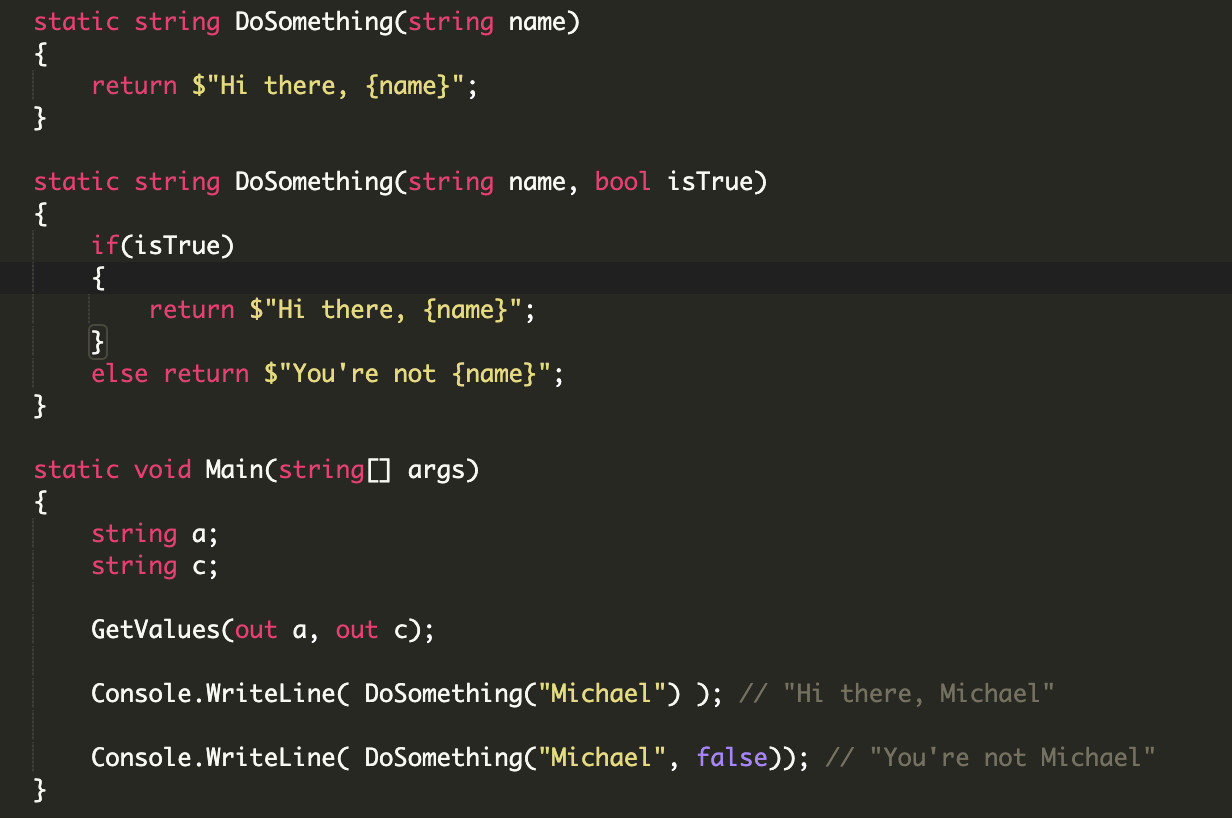 static string DoSomething(string name)
{
    return $"Hi there, {name}";
}

static string DoSomething(string name, bool isTrue)
{
    if(isTrue)
    {
        return $"Hi there, {name}";
    }
    else return $"You're not {name}";
}

static void Main(string[] args)
{
    string a;
    string c;

    GetValues(out a, out c);

    Console.WriteLine( DoSomething("Michael") ); // "Hi there, Michael"

    Console.WriteLine( DoSomething("Michael", false)); // "You're not Michael"
}